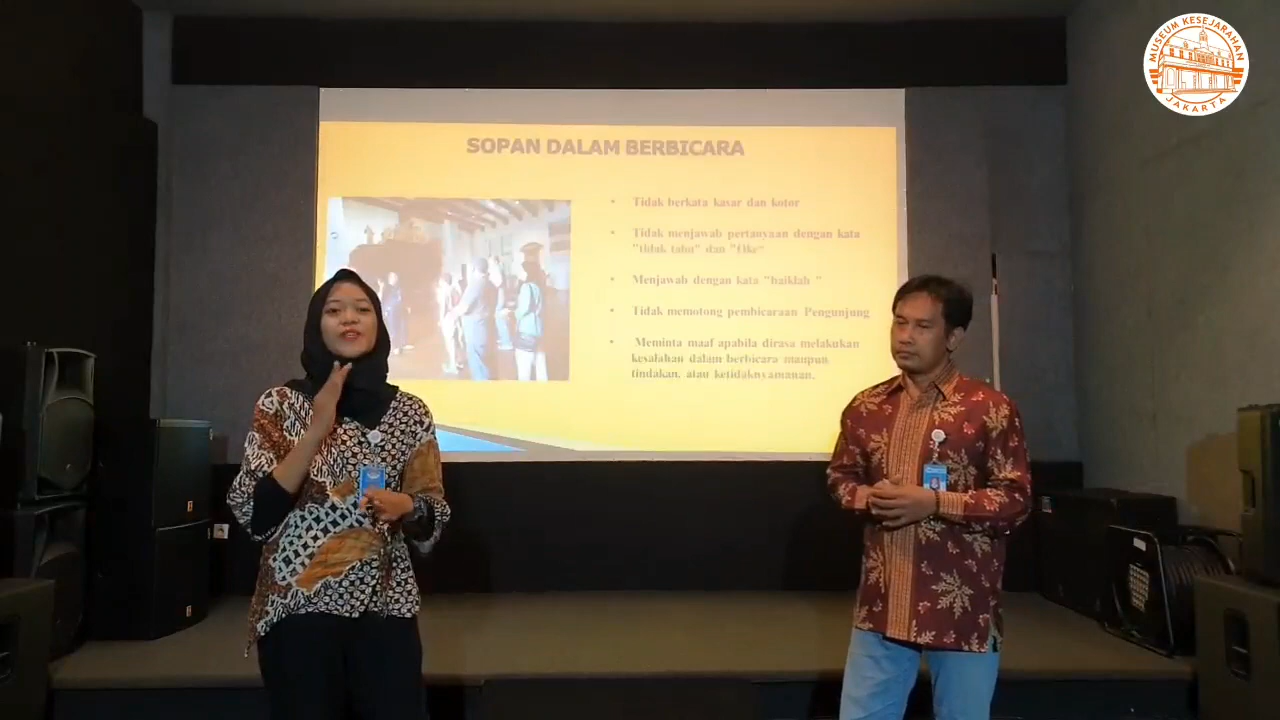 MUSEUM KESEJARAHAN
JAKARTA
SOPAN DALAM BERBICARA
• Tidak berkata kasar dan kotor
• Tidak menjawab pertanyaan dengan kata
"tidak tahu" dan "Oke"
• Menjawab dengan kata "baiklah "
• Tidak memotong pembicaraan Pengunjung
• Meminta maaf apabila dirasa melakukan
kesalahan dalam berbicara maupun
tindakan, atau ketidaknyamanan.